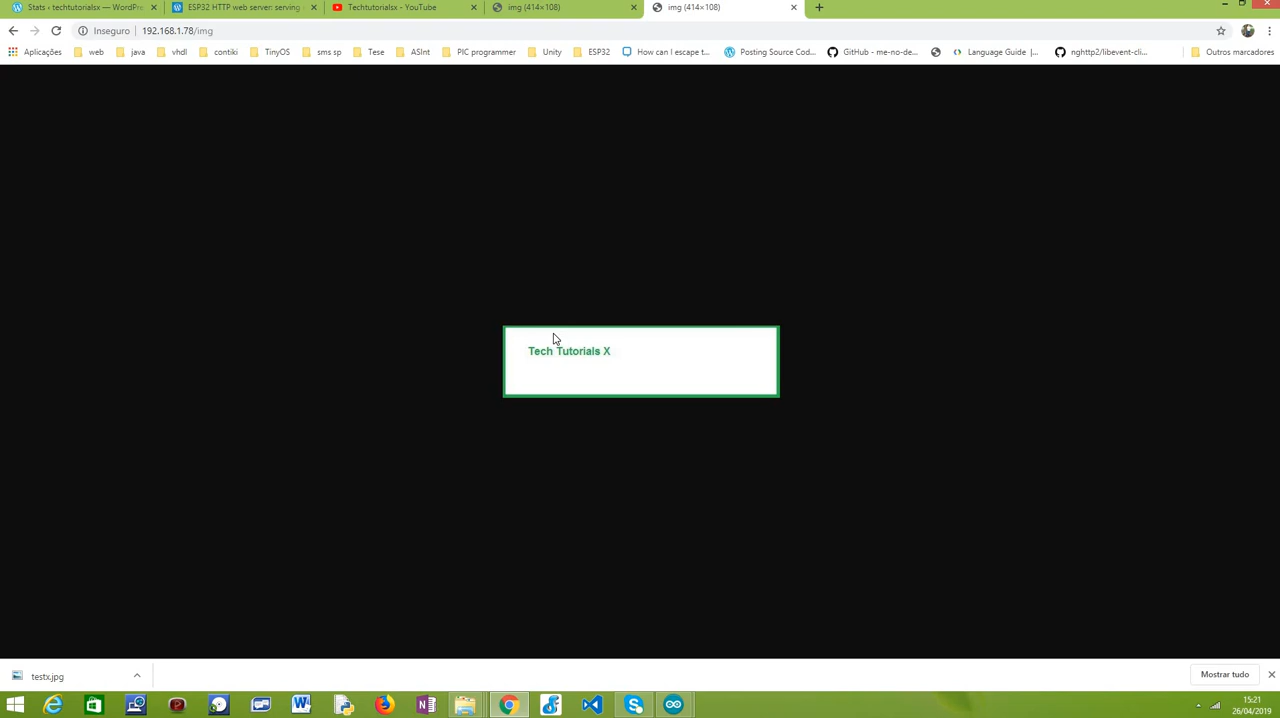 Stats ‹ techtutorialsx — WordPre
ESP32 HTTP web server: serving
Techtutorialsx - YouTube
img (414×108)
img (414×108)
Inseguro
192.168.1.78/img
Aplicações
web
java
vhdl
contiki
TinyOS
sms sp
Tese
ASInt
PIC programmer
Unity
ESP32
How can I escape t...
Posting Source Cod...
GitHub - me-no-de...
Language Guide |...
nghttp2/libevent-cli...
Outros marcadores
Tech Tutorials X
testx.jpg
Mostrar tudo
15:21
26/04/2019